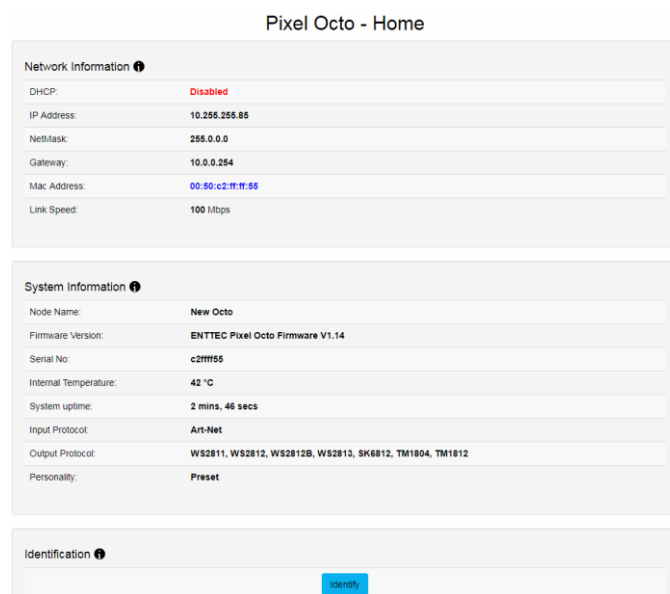 Pixel Octo - Home
Network Information
DHCP: Disabled
IP Address: 10.255.255.85
NetMask: 255.0.0.0
Gateway: 10.0.0.254
Mac Address: 00:50:c2:ff:ff:55
Link Speed: 100 Mbps
System Information
Node Name: New Octo
Firmware Version: ENTTEC Pixel Octo Firmware V1.14
Serial No: c2ffff55
Internal Temperature: 42 °C
System uptime: 2 mins, 46 secs
Input Protocol: Art-Net
Output Protocol: WS2811, WS2812, WS2812B, WS2813, SK6812, TM1804, TM1812
Personality: Preset
Identification
Identify